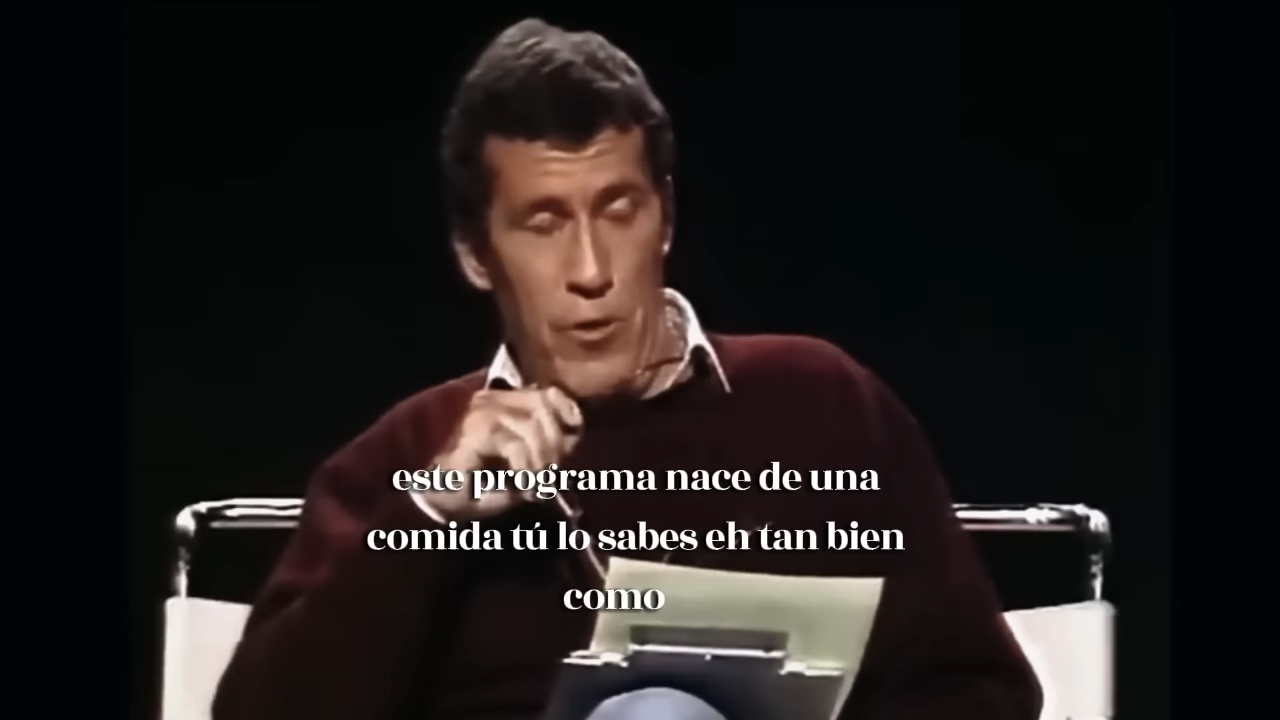 este programa nace de una
comida tú lo sabes eh tan bien
como